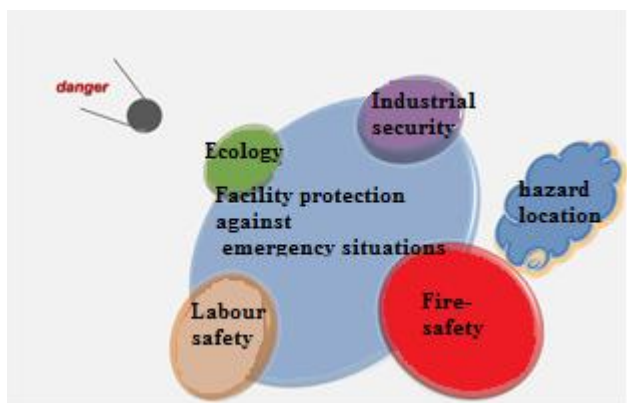 danger
Industrial
security
Ecology
Facility protection
against
emergency situations
hazard
location
Labour
safety
Fire-
safety